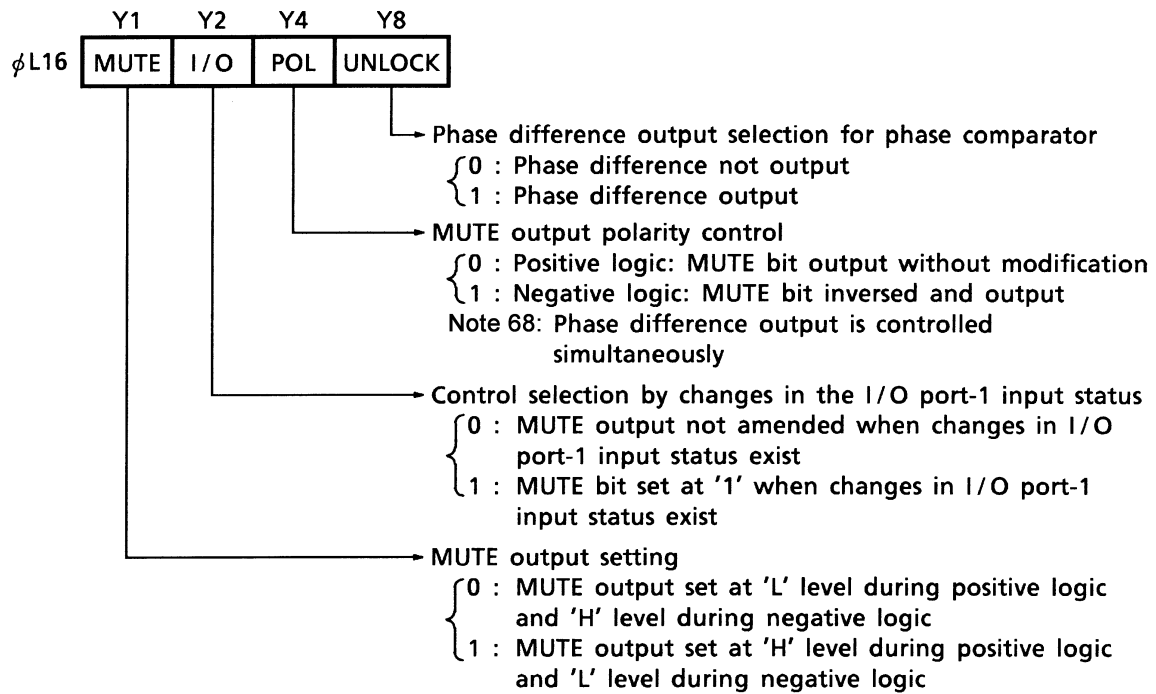 Y1 Y2 Y4 Y8
ϕL16 MUTE I/O POL UNLOCK
Phase difference output selection for phase comparator
0 : Phase difference not output
1 : Phase difference output
MUTE output polarity control
0 : Positive logic: MUTE bit output without modification
1 : Negative logic: MUTE bit inversed and output
Note 68: Phase difference output is controlled
simultaneously
Control selection by changes in the I/O port-1 input status
0 : MUTE output not amended when changes in I/O
port-1 input status exist
1 : MUTE bit set at '1' when changes in I/O port-1
input status exist
MUTE output setting
0 : MUTE output set at 'L' level during positive logic
and 'H' level during negative logic
1 : MUTE output set at 'H' level during positive logic
and 'L' level during negative logic